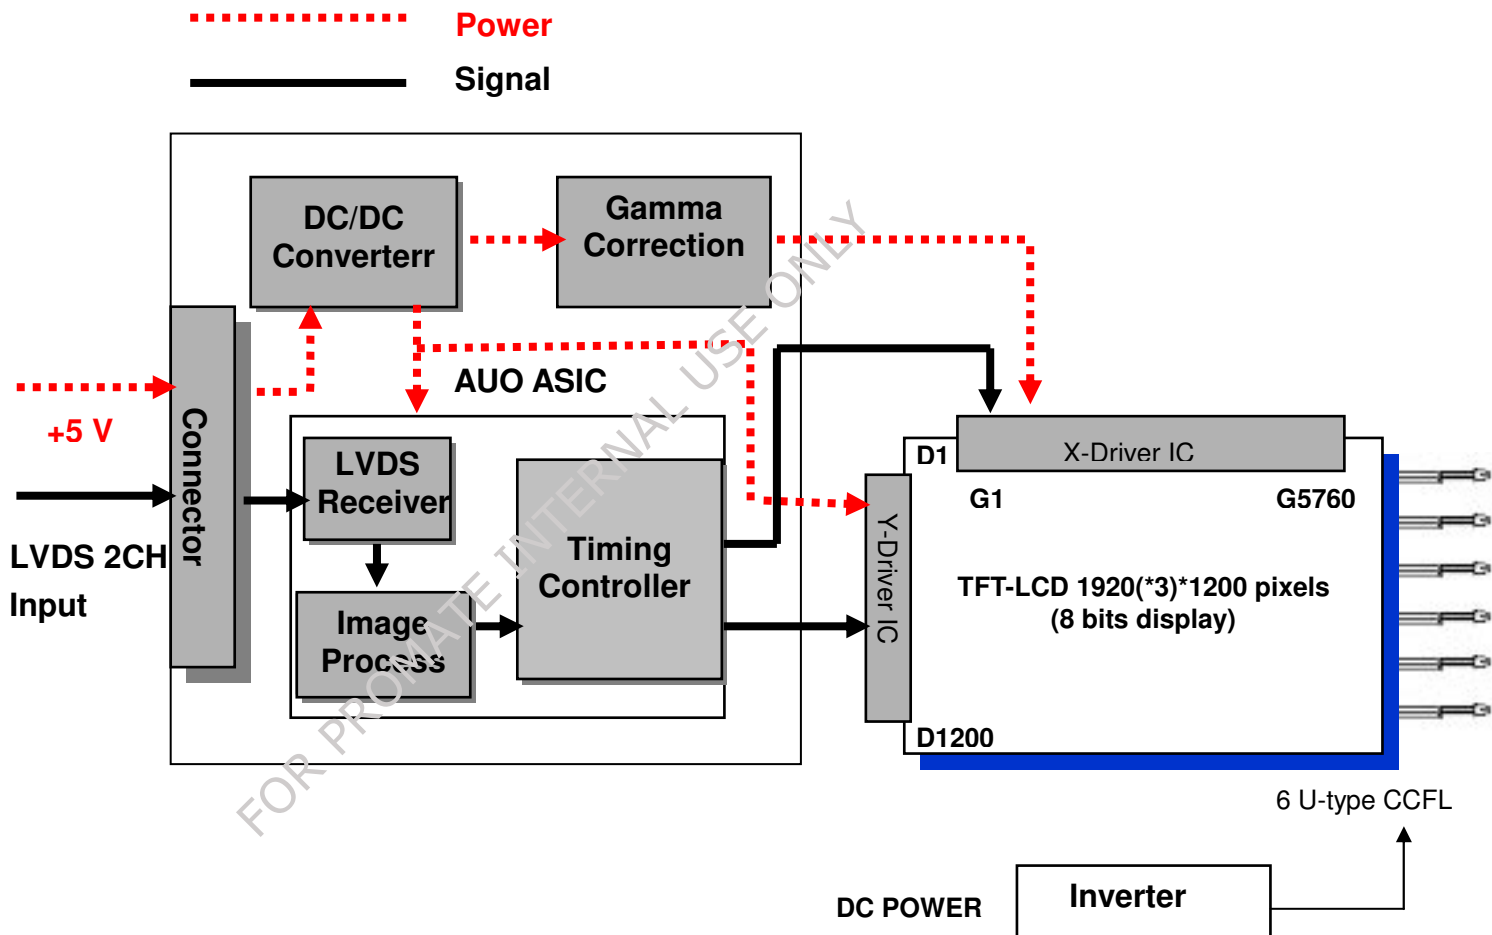 Power
Signal
DC/DC
Converterr
Gamma
Correction
AUO ASIC
+5 V
Connector
LVDS 2CH
Input
LVDS
Receiver
Image
Process
Timing
Controller
X-Driver IC
Y-Driver IC
D1
G1
G5760
TFT-LCD 1920(*3)*1200 pixels
(8 bits display)
D1200
6 U-type CCFL
DC POWER
Inverter
FOR PROMATE INTERNAL USE ONLY